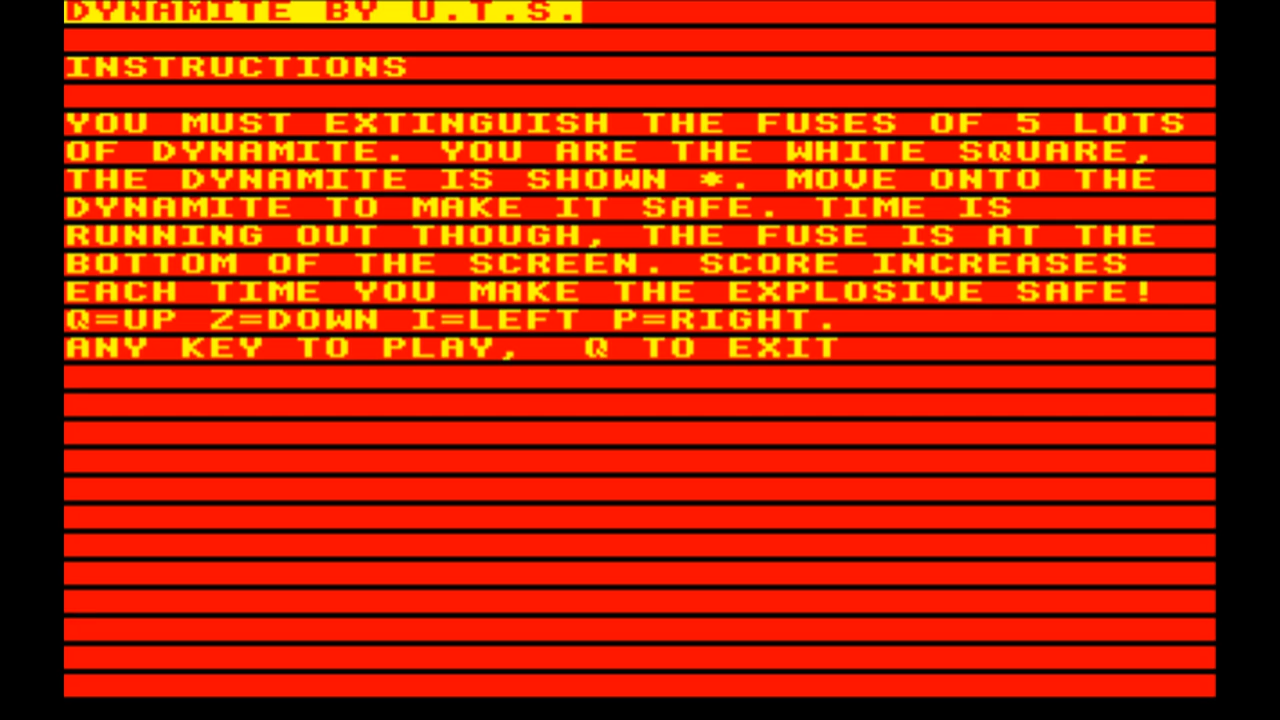 DYNAMITE BY U.T.S.
INSTRUCTIONS
YOU MUST EXTINGUISH THE FUSES OF 5 LOTS
OF DYNAMITE. YOU ARE THE WHITE SQUARE,
THE DYNAMITE IS SHOWN *. MOVE ONTO THE
DYNAMITE TO MAKE IT SAFE. TIME IS
RUNNING OUT THOUGH, THE FUSE IS AT THE
BOTTOM OF THE SCREEN. SCORE INCREASES
EACH TIME YOU MAKE THE EXPLOSIVE SAFE!
Q=UP Z=DOWN I=LEFT P=RIGHT.
ANY KEY TO PLAY,  Q TO EXIT